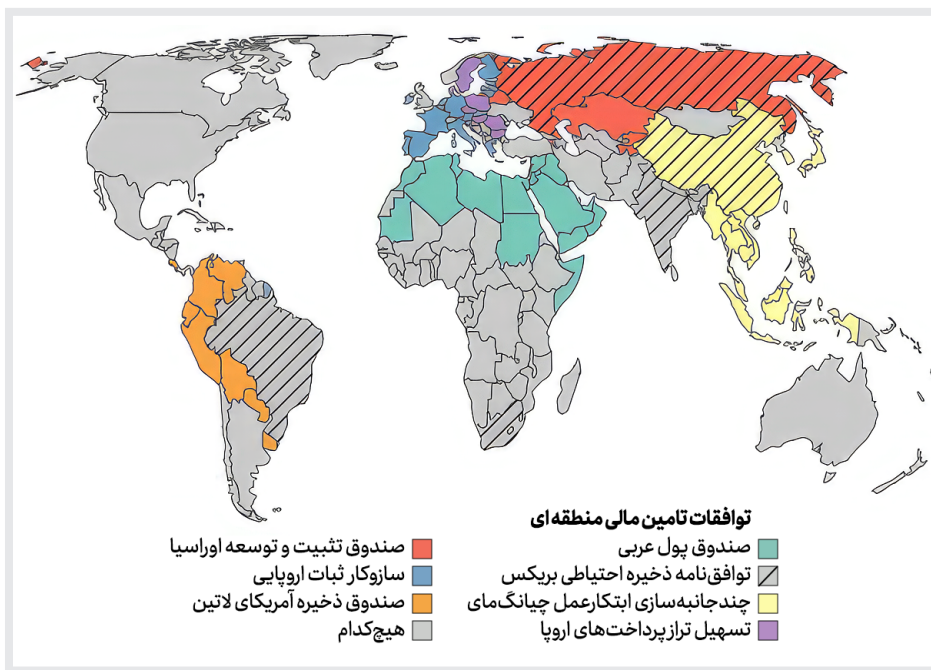 توافقات تامین مالی منطقه ای
صندوق پول عربی
توافق‌نامه ذخیره احتیاطی بریکس
چندجانبه‌سازی ابتکارعمل چیانگ‌مای
تسهیل تراز پرداخت‌های اروپا
صندوق تثبیت و توسعه اوراسیا
سازوکار ثبات اروپایی
صندوق ذخیره آمریکای لاتین
هیچ‌کدام